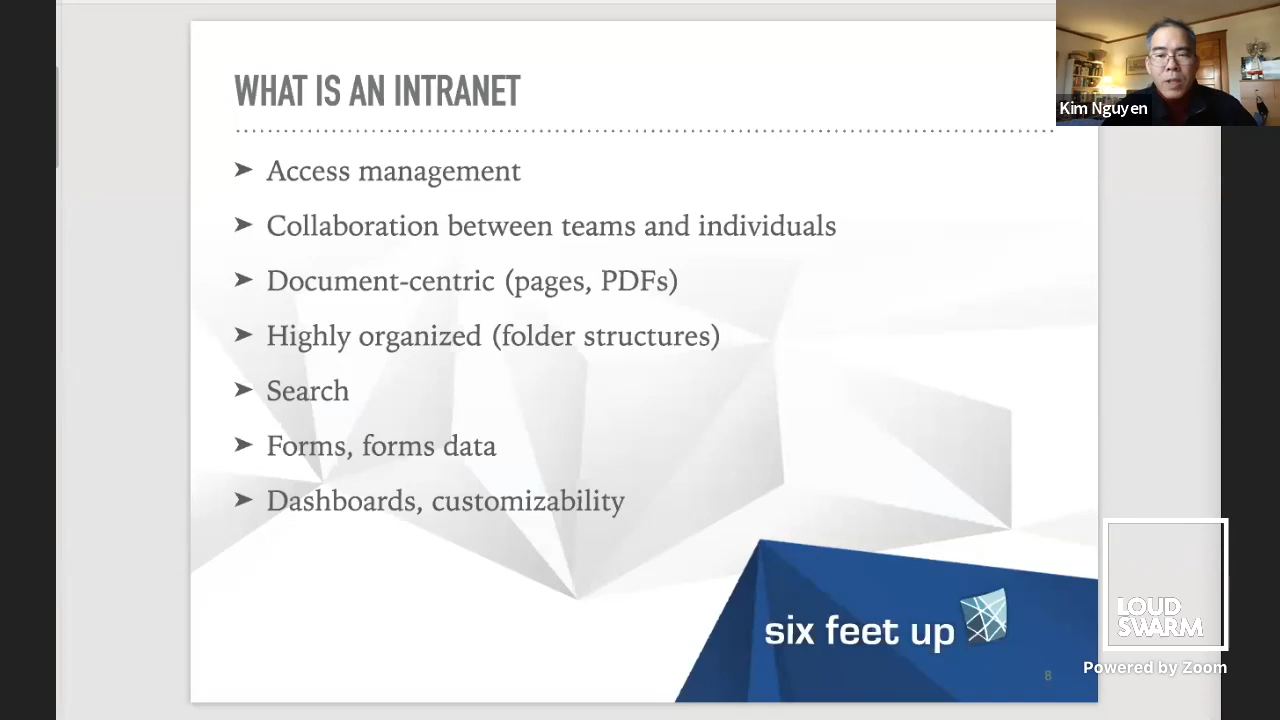 WHAT IS AN INTRANET
Kim Nguyen
➤ Access management
➤ Collaboration between teams and individuals
➤ Document-centric (pages, PDFs)
➤ Highly organized (folder structures)
➤ Search
➤ Forms, forms data
➤ Dashboards, customizability
six feet up
8
LOUD
SWARM
Powered by Zoom